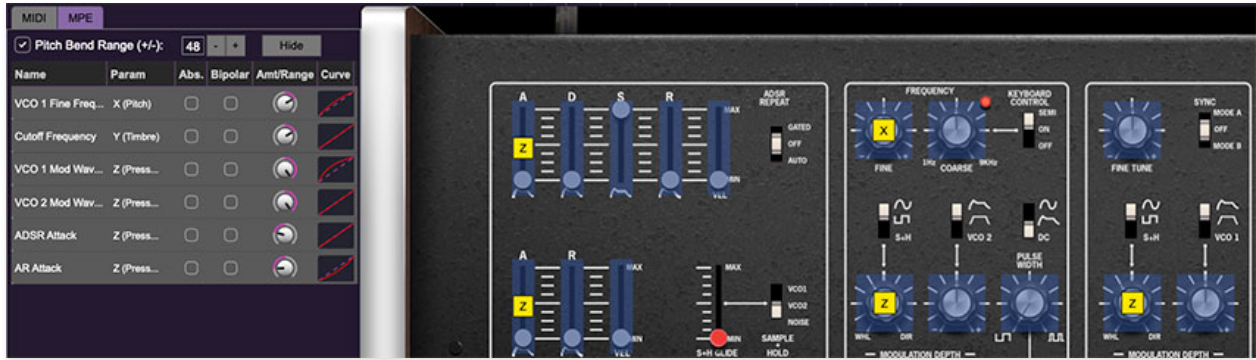 MIDI MPE
Pitch Bend Range (+/-): 48 - + Hide
Name Param Abs. Bipolar Amt/Range Curve
VCO 1 Fine Freq... X (Pitch)
Cutoff Frequency Y (Timbre)
VCO 1 Mod Wav... Z (Press...
VCO 2 Mod Wav... Z (Press...
ADSR Attack Z (Press...
AR Attack Z (Press...
A D S R
MAX
Z
MIN
VEL
ADSR
REPEAT
GATED
OFF
AUTO
A R
MAX
Z
MIN
VEL
MAX
MIN
S+H GLIDE
VCO1
VCO2
NOISE
SAMPLE
+
HOLD
FREQUENCY
X
FINE
1Hz 9KHz
COARSE
KEYBOARD
CONTROL
SEMI
ON
OFF
S+H
VCO 2
DC
PULSE
WIDTH
Z
WHL DIR
MODULATION DEPTH
SYNC
MODE A
OFF
MODE B
FINE TUNE
S+H
VCO 1
Z
WHL DIR
MODULATION DEPTH